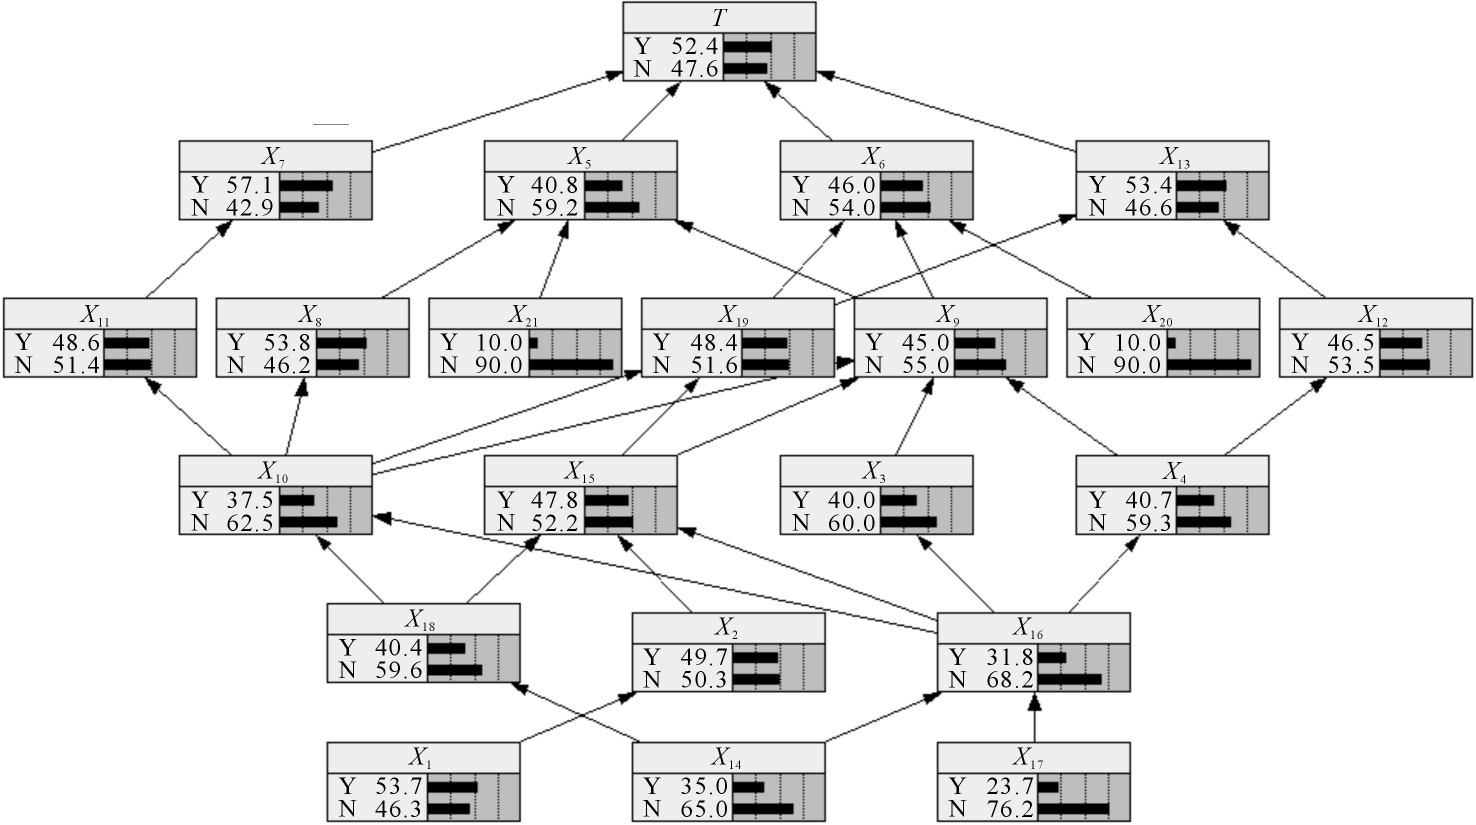 T
Y 52.4
N 47.6
X₇ X₅ X₆ X₁₃
Y 57.1 Y 40.8 Y 46.0 Y 53.4
N 42.9 N 59.2 N 54.0 N 46.6
X₁₁ X₈ X₂₁ X₁₉ X₉ X₂₀ X₁₂
Y 48.6 Y 53.8 Y 10.0 Y 48.4 Y 45.0 Y 10.0 Y 46.5
N 51.4 N 46.2 N 90.0 N 51.6 N 55.0 N 90.0 N 53.5
X₁₀ X₁₅ X₃ X₄
Y 37.5 Y 47.8 Y 40.0 Y 40.7
N 62.5 N 52.2 N 60.0 N 59.3
X₁₈ X₂ X₁₆
Y 40.4 Y 49.7 Y 31.8
N 59.6 N 50.3 N 68.2
X₁ X₁₄ X₁₇
Y 53.7 Y 35.0 Y 23.7
N 46.3 N 65.0 N 76.2